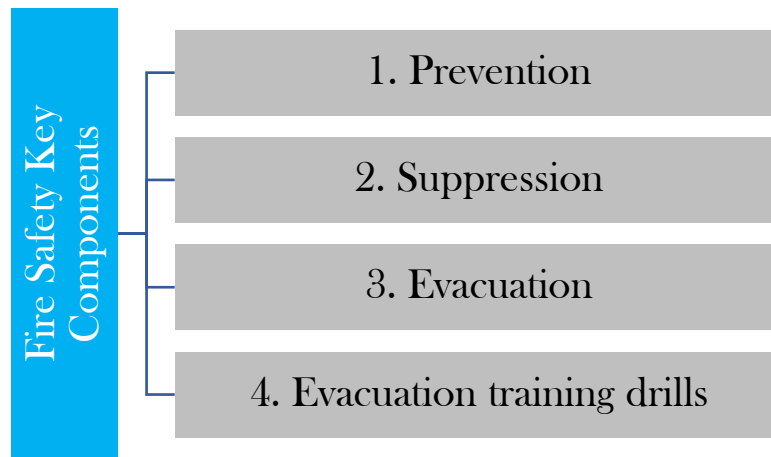 Fire Safety Key
Components
1. Prevention
2. Suppression
3. Evacuation
4. Evacuation training drills